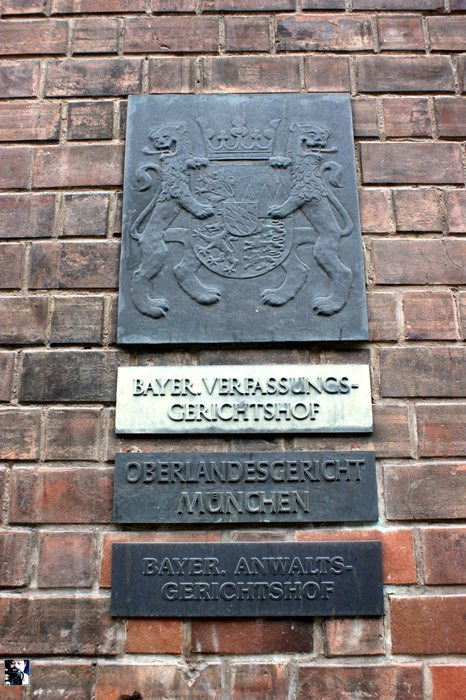 BAYER. VERFASSUNGS-
GERICHTSHOF
OBERLANDESGERICHT
MÜNCHEN
BAYER. ANWALTS-
GERICHTSHOF